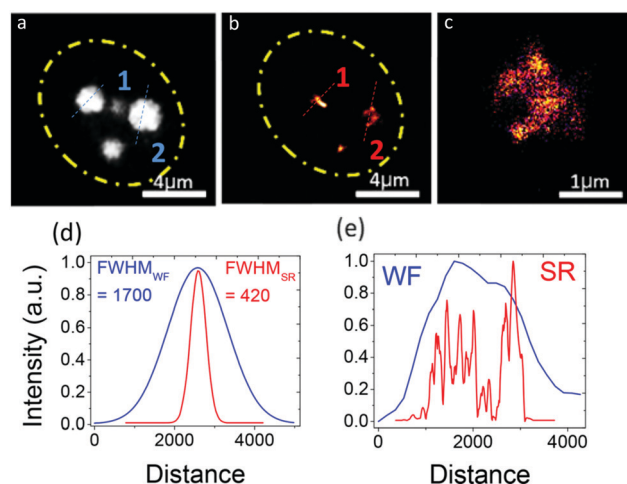 a
1
2
4μm
b
1
2
4μm
c
1μm
(d)
FWHM_WF
= 1700
FWHM_SR
= 420
Intensity (a.u.)
1.0
0.8
0.6
0.4
0.2
0.0
0 2000 4000
Distance
(e)
WF
SR
1.0
0.8
0.6
0.4
0.2
0.0
0 2000 4000
Distance